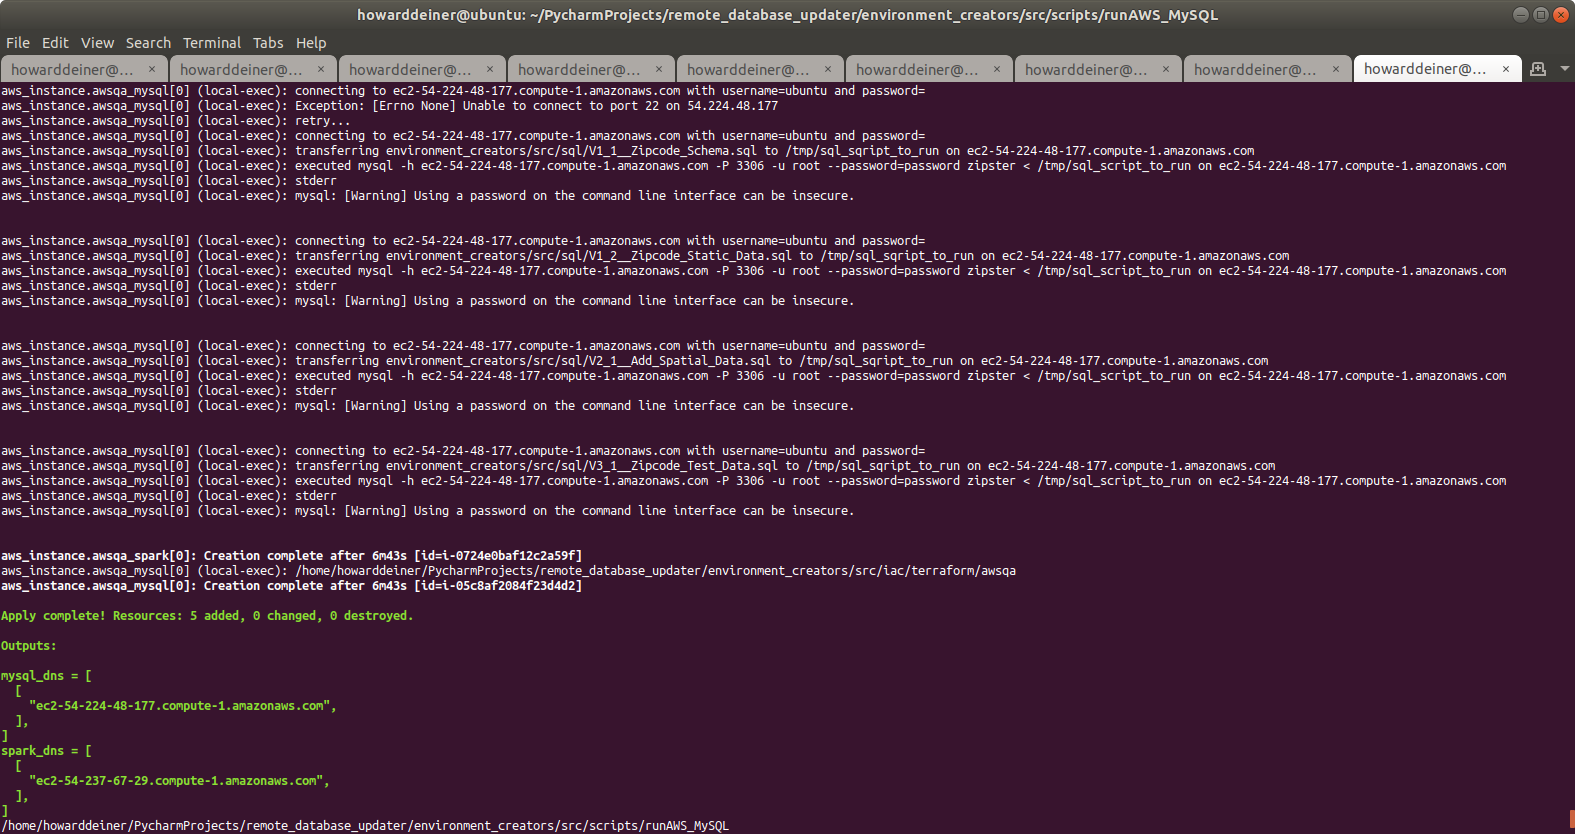 howarddeiner@ubuntu: ~/PycharmProjects/remote_database_updater/environment_creators/src/scripts/runAWS_MySQL
File Edit View Search Terminal Tabs Help
howarddeiner@... × howarddeiner@... × howarddeiner@... × howarddeiner@... × howarddeiner@... × howarddeiner@... × howarddeiner@... × howarddeiner@... × howarddeiner@... ×
aws_instance.awsqa_mysql[0] (local-exec): connecting to ec2-54-224-48-177.compute-1.amazonaws.com with username=ubuntu and password=
aws_instance.awsqa_mysql[0] (local-exec): Exception: [Errno None] Unable to connect to port 22 on 54.224.48.177
aws_instance.awsqa_mysql[0] (local-exec): retry...
aws_instance.awsqa_mysql[0] (local-exec): connecting to ec2-54-224-48-177.compute-1.amazonaws.com with username=ubuntu and password=
aws_instance.awsqa_mysql[0] (local-exec): transferring environment_creators/src/sql/V1_1__Zipcode_Schema.sql to /tmp/sql_sqript_to_run on ec2-54-224-48-177.compute-1.amazonaws.com
aws_instance.awsqa_mysql[0] (local-exec): executed mysql -h ec2-54-224-48-177.compute-1.amazonaws.com -P 3306 -u root --password=password zipster < /tmp/sql_script_to_run on ec2-54-224-48-177.compute-1.amazonaws.com
aws_instance.awsqa_mysql[0] (local-exec): stderr
aws_instance.awsqa_mysql[0] (local-exec): mysql: [Warning] Using a password on the command line interface can be insecure.
aws_instance.awsqa_mysql[0] (local-exec): connecting to ec2-54-224-48-177.compute-1.amazonaws.com with username=ubuntu and password=
aws_instance.awsqa_mysql[0] (local-exec): transferring environment_creators/src/sql/V1_2__Zipcode_Static_Data.sql to /tmp/sql_sqript_to_run on ec2-54-224-48-177.compute-1.amazonaws.com
aws_instance.awsqa_mysql[0] (local-exec): executed mysql -h ec2-54-224-48-177.compute-1.amazonaws.com -P 3306 -u root --password=password zipster < /tmp/sql_script_to_run on ec2-54-224-48-177.compute-1.amazonaws.com
aws_instance.awsqa_mysql[0] (local-exec): stderr
aws_instance.awsqa_mysql[0] (local-exec): mysql: [Warning] Using a password on the command line interface can be insecure.
aws_instance.awsqa_mysql[0] (local-exec): connecting to ec2-54-224-48-177.compute-1.amazonaws.com with username=ubuntu and password=
aws_instance.awsqa_mysql[0] (local-exec): transferring environment_creators/src/sql/V2_1__Add_Spatial_Data.sql to /tmp/sql_sqript_to_run on ec2-54-224-48-177.compute-1.amazonaws.com
aws_instance.awsqa_mysql[0] (local-exec): executed mysql -h ec2-54-224-48-177.compute-1.amazonaws.com -P 3306 -u root --password=password zipster < /tmp/sql_script_to_run on ec2-54-224-48-177.compute-1.amazonaws.com
aws_instance.awsqa_mysql[0] (local-exec): stderr
aws_instance.awsqa_mysql[0] (local-exec): mysql: [Warning] Using a password on the command line interface can be insecure.
aws_instance.awsqa_mysql[0] (local-exec): connecting to ec2-54-224-48-177.compute-1.amazonaws.com with username=ubuntu and password=
aws_instance.awsqa_mysql[0] (local-exec): transferring environment_creators/src/sql/V3_1__Zipcode_Test_Data.sql to /tmp/sql_sqript_to_run on ec2-54-224-48-177.compute-1.amazonaws.com
aws_instance.awsqa_mysql[0] (local-exec): executed mysql -h ec2-54-224-48-177.compute-1.amazonaws.com -P 3306 -u root --password=password zipster < /tmp/sql_script_to_run on ec2-54-224-48-177.compute-1.amazonaws.com
aws_instance.awsqa_mysql[0] (local-exec): stderr
aws_instance.awsqa_mysql[0] (local-exec): mysql: [Warning] Using a password on the command line interface can be insecure.
aws_instance.awsqa_spark[0]: Creation complete after 6m43s [id=i-0724e0baf12c2a59f]
aws_instance.awsqa_mysql[0] (local-exec): /home/howarddeiner/PycharmProjects/remote_database_updater/environment_creators/src/iac/terraform/awsqa
aws_instance.awsqa_mysql[0]: Creation complete after 6m43s [id=i-05c8af2084f23d4d2]
Apply complete! Resources: 5 added, 0 changed, 0 destroyed.
Outputs:
mysql_dns = [
[
"ec2-54-224-48-177.compute-1.amazonaws.com",
],
]
spark_dns = [
[
"ec2-54-237-67-29.compute-1.amazonaws.com",
],
]
/home/howarddeiner/PycharmProjects/remote_database_updater/environment_creators/src/scripts/runAWS_MySQL